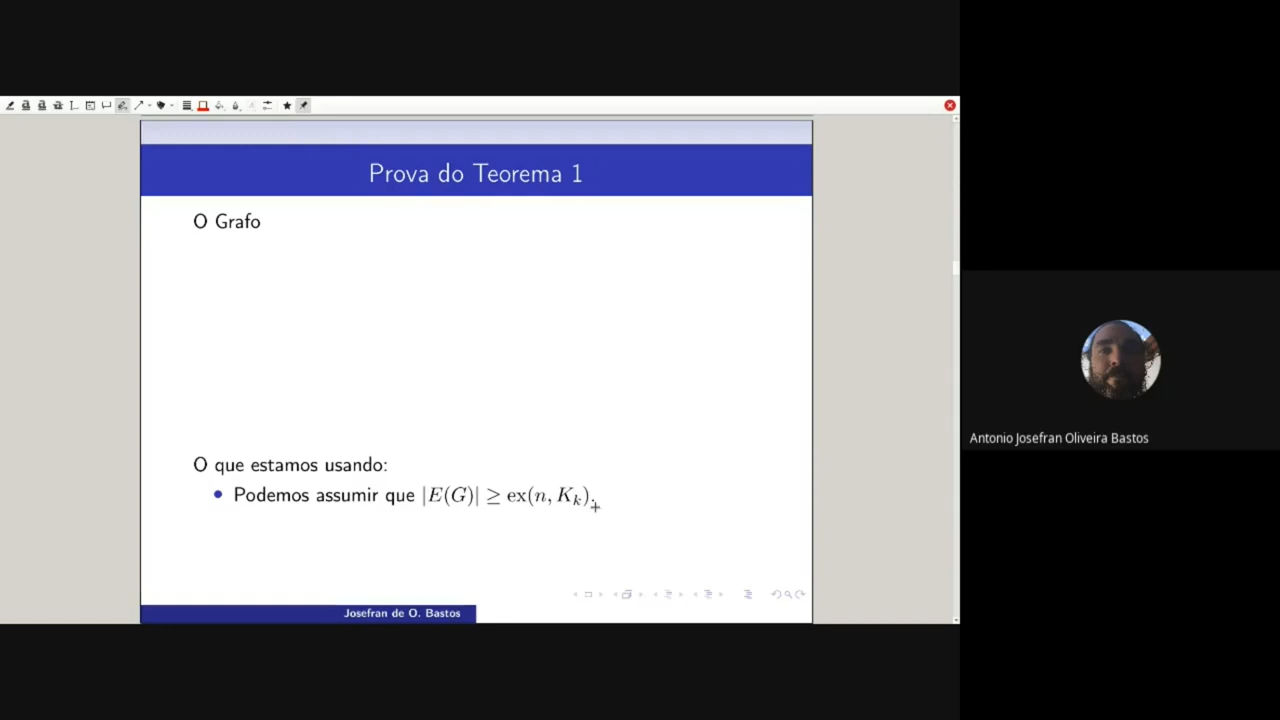 Prova do Teorema 1
O Grafo
O que estamos usando:
Podemos assumir que |E(G)| ≥ ex(n, K_k).
Josefran de O. Bastos
Antonio Josefran Oliveira Bastos